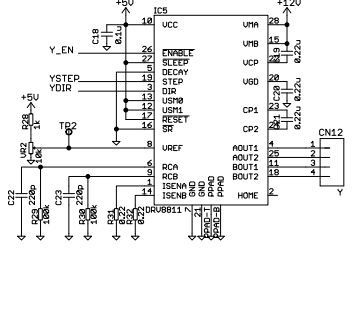 +5V
+12V
IC5
C18
0.1u
10 VCC VMA 28
VMB 15
VCP
C19
0.22u
Y_EN 26 ENABLE
27 SLEEP
5 DECAY
YSTEP 19 STEP
YDIR 3 DIR
13 USM0
12 USM1
17 RESET
16 SR
VGD 20
C20
0.22u
CP1 23
CP2
C21
0.22u
+5V
R28
1k
TP2
VR2
10k
8 VREF
AOUT1 4 1
AOUT2 25 2
BOUT1 11 3
BOUT2 18 4
CN12
Y
6 RCA
9 RCB
1 ISENA
14 ISENB
HOME 2
C22
220p
R29
100k
C23
220p
R30
100k
R31
0.22
R32
0.22
DRV8811
GND
GND
PPAD
PPAD
7
21
PPAD-T
PPAD-B